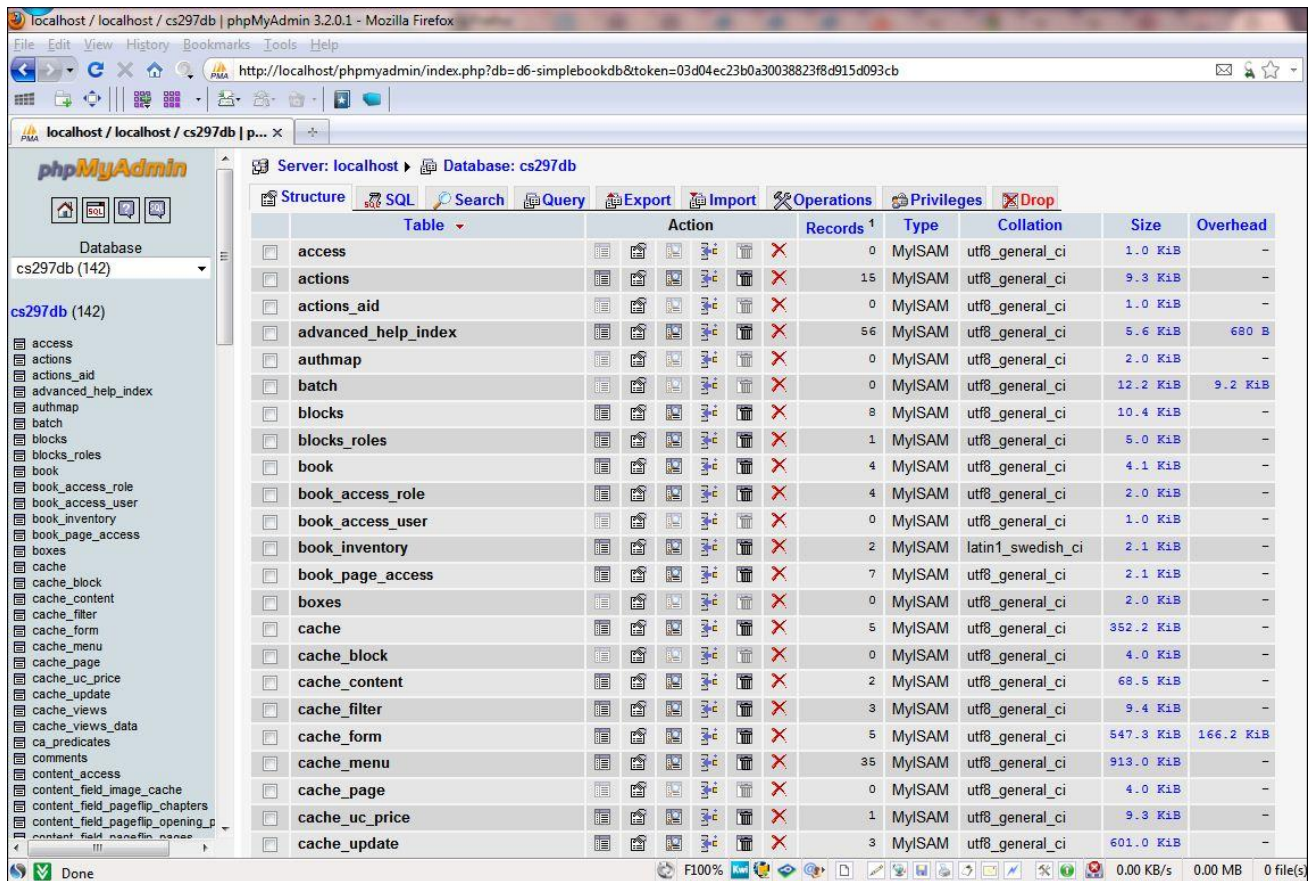 localhost / localhost / cs297db | phpMyAdmin 3.2.0.1 - Mozilla Firefox
File Edit View History Bookmarks Tools Help
http://localhost/phpmyadmin/index.php?db=d6-simplebookdb&token=03d04ec23b0a30038823f8d915d093cb
localhost / localhost / cs297db | p...
phpMyAdmin
Database
cs297db (142)
cs297db (142)
access
actions
actions_aid
advanced_help_index
authmap
batch
blocks
blocks_roles
book
book_access_role
book_access_user
book_inventory
book_page_access
boxes
cache
cache_block
cache_content
cache_filter
cache_form
cache_menu
cache_page
cache_uc_price
cache_update
cache_views
cache_views_data
ca_predicates
comments
content_access
content_field_image_cache
content_field_pageflip_chapters
content_field_pageflip_opening_p
content_field_pageflip_pages
Server: localhost Database: cs297db
Structure SQL Search Query Export Import Operations Privileges Drop
Table Action Records 1 Type Collation Size Overhead
access 0 MyISAM utf8_general_ci 1.0 KiB -
actions 15 MyISAM utf8_general_ci 9.3 KiB -
actions_aid 0 MyISAM utf8_general_ci 1.0 KiB -
advanced_help_index 56 MyISAM utf8_general_ci 5.6 KiB 680 B
authmap 0 MyISAM utf8_general_ci 2.0 KiB -
batch 0 MyISAM utf8_general_ci 12.2 KiB 9.2 KiB
blocks 8 MyISAM utf8_general_ci 10.4 KiB -
blocks_roles 1 MyISAM utf8_general_ci 5.0 KiB -
book 4 MyISAM utf8_general_ci 4.1 KiB -
book_access_role 4 MyISAM utf8_general_ci 2.0 KiB -
book_access_user 0 MyISAM utf8_general_ci 1.0 KiB -
book_inventory 2 MyISAM latin1_swedish_ci 2.1 KiB -
book_page_access 7 MyISAM utf8_general_ci 2.1 KiB -
boxes 0 MyISAM utf8_general_ci 2.0 KiB -
cache 5 MyISAM utf8_general_ci 352.2 KiB -
cache_block 0 MyISAM utf8_general_ci 4.0 KiB -
cache_content 2 MyISAM utf8_general_ci 68.5 KiB -
cache_filter 3 MyISAM utf8_general_ci 9.4 KiB -
cache_form 5 MyISAM utf8_general_ci 547.3 KiB 166.2 KiB
cache_menu 35 MyISAM utf8_general_ci 913.0 KiB -
cache_page 0 MyISAM utf8_general_ci 4.0 KiB -
cache_uc_price 1 MyISAM utf8_general_ci 9.3 KiB -
cache_update 3 MyISAM utf8_general_ci 601.0 KiB -
Done F100% Kwi 0.00 KB/s 0.00 MB 0 file(s)